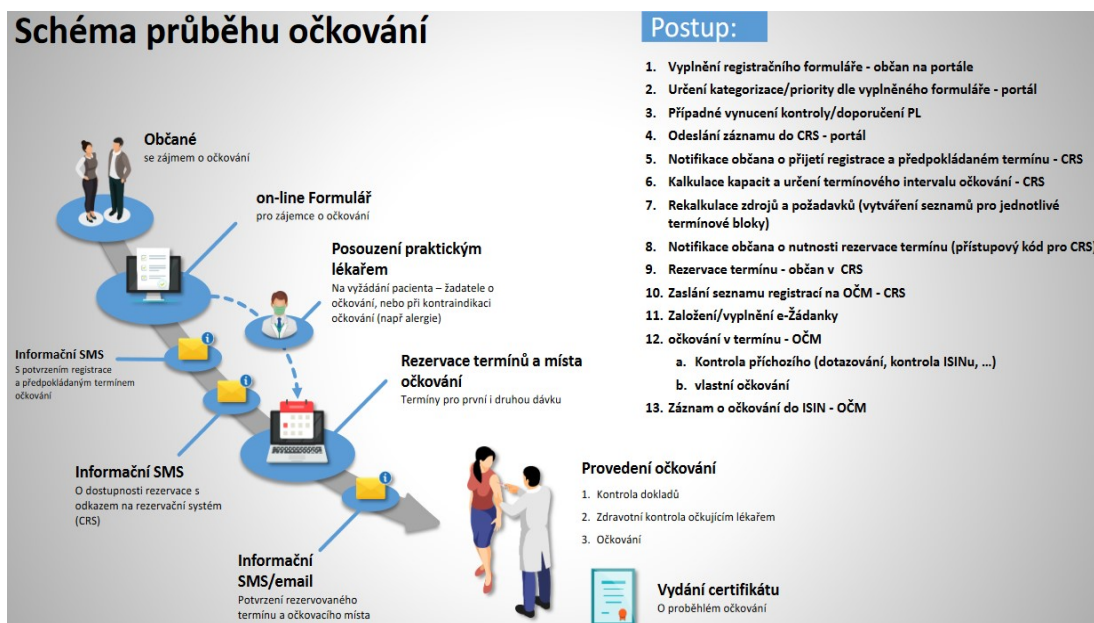 Schéma průběhu očkování
Občané
se zájmem o očkování
on-line Formulář
pro zájemce o očkování
Posouzení praktickým
lékařem
Na vyžádání pacienta – žadatele o
očkování, nebo při kontraindikaci
očkování (např alergie)
Informační SMS
S potvrzením registrace
a předpokládaným termínem
očkování
Rezervace termínů a místa
očkování
Termíny pro první i druhou dávku
Informační SMS
O dostupnosti rezervace s
odkazem na rezervační systém
(CRS)
Informační
SMS/email
Potvrzení rezervovaného
termínu a očkovacího místa
Provedení očkování
1. Kontrola dokladů
2. Zdravotní kontrola očkujícím lékařem
3. Očkování
Vydání certifikátu
O proběhlém očkování
Postup:
1. Vyplnění registračního formuláře - občan na portále
2. Určení kategorizace/priority dle vyplněného formuláře - portál
3. Případné vynucení kontroly/doporučení PL
4. Odeslání záznamu do CRS - portál
5. Notifikace občana o přijetí registrace a předpokládaném termínu - CRS
6. Kalkulace kapacit a určení termínového intervalu očkování - CRS
7. Rekalkulace zdrojů a požadavků (vytváření seznamů pro jednotlivé
termínové bloky)
8. Notifikace občana o nutnosti rezervace termínu (přístupový kód pro CRS)
9. Rezervace termínu - občan v CRS
10. Zaslání seznamu registrací na OČM - CRS
11. Založení/vyplnění e-Žádanky
12. očkování v termínu - OČM
a. Kontrola příchozího (dotazování, kontrola ISINu, ...)
b. vlastní očkování
13. Záznam o očkování do ISIN - OČM